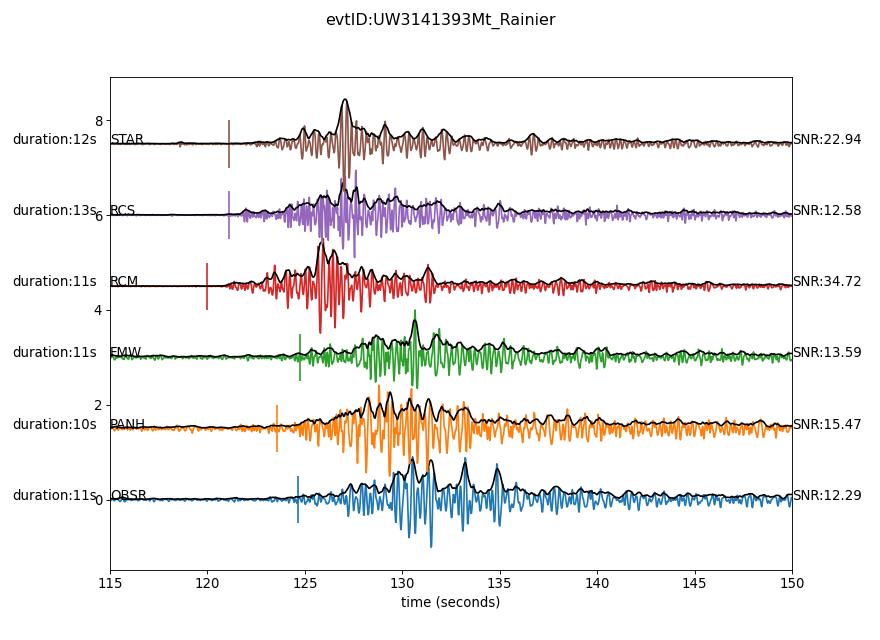 evtID:UW3141393Mt_Rainier
8
duration:12s STAR SNR:22.94
duration:13s RCS SNR:12.58
6
duration:11s RCM SNR:34.72
4
duration:11s FMW SNR:13.59
2
duration:10s PANH SNR:15.47
duration:11s OBSR SNR:12.29
0
115 120 125 130 135 140 145 150
time (seconds)